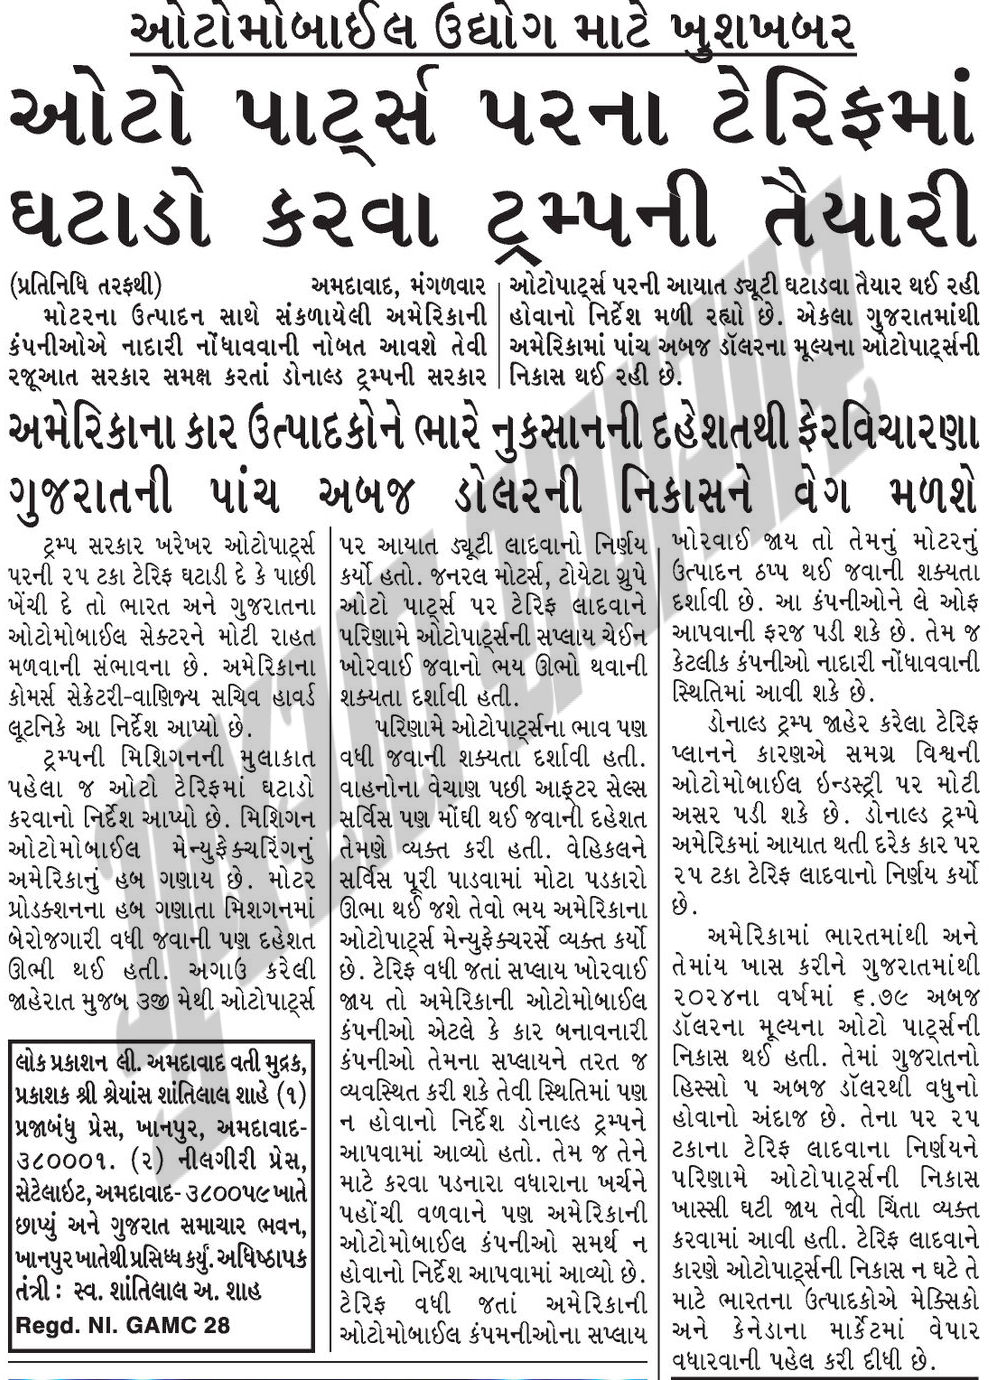 ઓટોમોબાઈલ ઉદ્યોગ માટે ખુશખબર
ઓટો પાર્ટ્સ પરના ટેરિફમાં
ઘટાડો કરવા ટ્રમ્પની તૈયારી
(પ્રતિનિધિ તરફથી) અમદાવાદ, મંગળવાર
મોટરના ઉત્પાદન સાથે સંકળાયેલી અમેરિકાની
કંપનીઓએ નાદારી નોંધાવવાની નોબત આવશે તેવી
રજૂઆત સરકાર સમક્ષ કરતાં ડોનાલ્ડ ટ્રમ્પની સરકાર
ઓટોપાર્ટ્સ પરની આયાત ડ્યૂટી ઘટાડવા તૈયાર થઈ રહી
હોવાનો નિર્દેશ મળી રહ્યો છે. એકલા ગુજરાતમાંથી
અમેરિકામાં પાંચ અબજ ડૉલરના મૂલ્યના ઓટોપાર્ટ્સની
નિકાસ થઈ રહી છે.
અમેરિકાના કાર ઉત્પાદકોને ભારે નુકસાનની દહેશતથી ફેરવિચારણા
ગુજરાતની પાંચ અબજ ડોલરની નિકાસને વેગ મળશે
ટ્રમ્પ સરકાર ખરેખર ઓટોપાર્ટ્સ
પરની ૨૫ ટકા ટેરિફ ઘટાડી દે કે પાછી
ખેંચી દે તો ભારત અને ગુજરાતના
ઓટોમોબાઈલ સેક્ટરને મોટી રાહત
મળવાની સંભાવના છે. અમેરિકાના
કોમર્સ સેક્રેટરી-વાણિજ્ય સચિવ હાવર્ડ
લૂટનિકે આ નિર્દેશ આપ્યો છે.
ટ્રમ્પની મિશિગનની મુલાકાત
પહેલા જ ઓટો ટેરિફમાં ઘટાડો
કરવાનો નિર્દેશ આપ્યો છે. મિશિગન
ઓટોમોબાઈલ મેન્યુફેક્ચરિંગનું
અમેરિકાનું હબ ગણાય છે. મોટર
પ્રોડક્શનના હબ ગણાતા મિશગનમાં
બેરોજગારી વધી જવાની પણ દહેશત
ઊભી થઈ હતી. અગાઉ કરેલી
જાહેરાત મુજબ ૩જી મેથી ઓટોપાર્ટ્સ
પર આયાત ડ્યૂટી લાદવાનો નિર્ણય
કર્યો હતો. જનરલ મોટર્સ, ટોયેટા ગ્રુપે
ઓટો પાર્ટ્સ પર ટેરિફ લાદવાને
પરિણામે ઓટોપાર્ટ્સની સપ્લાય ચેઈન
ખોરવાઈ જવાનો ભય ઊભો થવાની
શક્યતા દર્શાવી હતી.
પરિણામે ઓટોપાર્ટ્સના ભાવ પણ
વધી જવાની શક્યતા દર્શાવી હતી.
વાહનોના વેચાણ પછી આફ્ટર સેલ્સ
સર્વિસ પણ મોંઘી થઈ જવાની દહેશત
તેમણે વ્યક્ત કરી હતી. વેહિકલને
સર્વિસ પૂરી પાડવામાં મોટા પડકારો
ઊભા થઈ જશે તેવો ભય અમેરિકાના
ઓટોપાર્ટ્સ મેન્યુફેક્ચરર્સે વ્યક્ત કર્યો
છે. ટેરિફ વધી જતાં સપ્લાય ખોરવાઈ
જાય તો અમેરિકાની ઓટોમોબાઈલ
કંપનીઓ એટલે કે કાર બનાવનારી
કંપનીઓ તેમના સપ્લાયને તરત જ
વ્યવસ્થિત કરી શકે તેવી સ્થિતિમાં પણ
ન હોવાનો નિર્દેશ ડોનાલ્ડ ટ્રમ્પને
આપવામાં આવ્યો હતો. તેમ જ તેને
માટે કરવા પડનારા વધારાના ખર્ચને
પહોંચી વળવાને પણ અમેરિકાની
ઓટોમોબાઈલ કંપનીઓ સમર્થ ન
હોવાનો નિર્દેશ આપવામાં આવ્યો છે.
ટેરિફ વધી જતાં અમેરિકાની
ઓટોમોબાઈલ કંપમનીઓના સપ્લાય
ખોરવાઈ જાય તો તેમનું મોટરનું
ઉત્પાદન ઠપ્પ થઈ જવાની શક્યતા
દર્શાવી છે. આ કંપનીઓને લે ઓફ
આપવાની ફરજ પડી શકે છે. તેમ જ
કેટલીક કંપનીઓ નાદારી નોંધાવવાની
સ્થિતિમાં આવી શકે છે.
ડોનાલ્ડ ટ્રમ્પ જાહેર કરેલા ટેરિફ
પ્લાનને કારણએ સમગ્ર વિશ્વની
ઓટોમોબાઈલ ઇન્ડસ્ટ્રી પર મોટી
અસર પડી શકે છે. ડોનાલ્ડ ટ્રમ્પે
અમેરિકમાં આયાત થતી દરેક કાર પર
૨૫ ટકા ટેરિફ લાદવાનો નિર્ણય કર્યો
છે.
અમેરિકામાં ભારતમાંથી અને
તેમાંય ખાસ કરીને ગુજરાતમાંથી
૨૦૨૪ના વર્ષમાં ૬.૭૯ અબજ
ડૉલરના મૂલ્યના ઓટો પાર્ટ્સની
નિકાસ થઈ હતી. તેમાં ગુજરાતનો
હિસ્સો ૫ અબજ ડૉલરથી વધુનો
હોવાનો અંદાજ છે. તેના પર ૨૫
ટકાના ટેરિફ લાદવાના નિર્ણયને
પરિણામે ઓટોપાર્ટ્સની નિકાસ
ખાસ્સી ઘટી જાય તેવી ચિંતા વ્યક્ત
કરવામાં આવી હતી. ટેરિફ લાદવાને
કારણે ઓટોપાર્ટ્સની નિકાસ ન ઘટે તે
માટે ભારતના ઉત્પાદકોએ મેક્સિકો
અને કેનેડાના માર્કેટમાં વેપાર
વધારવાની પહેલ કરી દીધી છે.
લોક પ્રકાશન લી. અમદાવાદ વતી મુદ્રક,
પ્રકાશક શ્રી શ્રેયાંસ શાંતિલાલ શાહે (૧)
પ્રજાબંધુ પ્રેસ, ખાનપુર, અમદાવાદ-
૩૮૦૦૦૧. (૨) નીલગીરી પ્રેસ,
સેટેલાઇટ, અમદાવાદ- ૩૮૦૦૫૯ ખાતે
છાપ્યું અને ગુજરાત સમાચાર ભવન,
ખાનપુર ખાતેથી પ્રસિધ્ધ કર્યું. અધિષ્ઠાપક
તંત્રી : સ્વ. શાંતિલાલ અ. શાહ
Regd. NI. GAMC 28
ગુજરાત સમાચાર